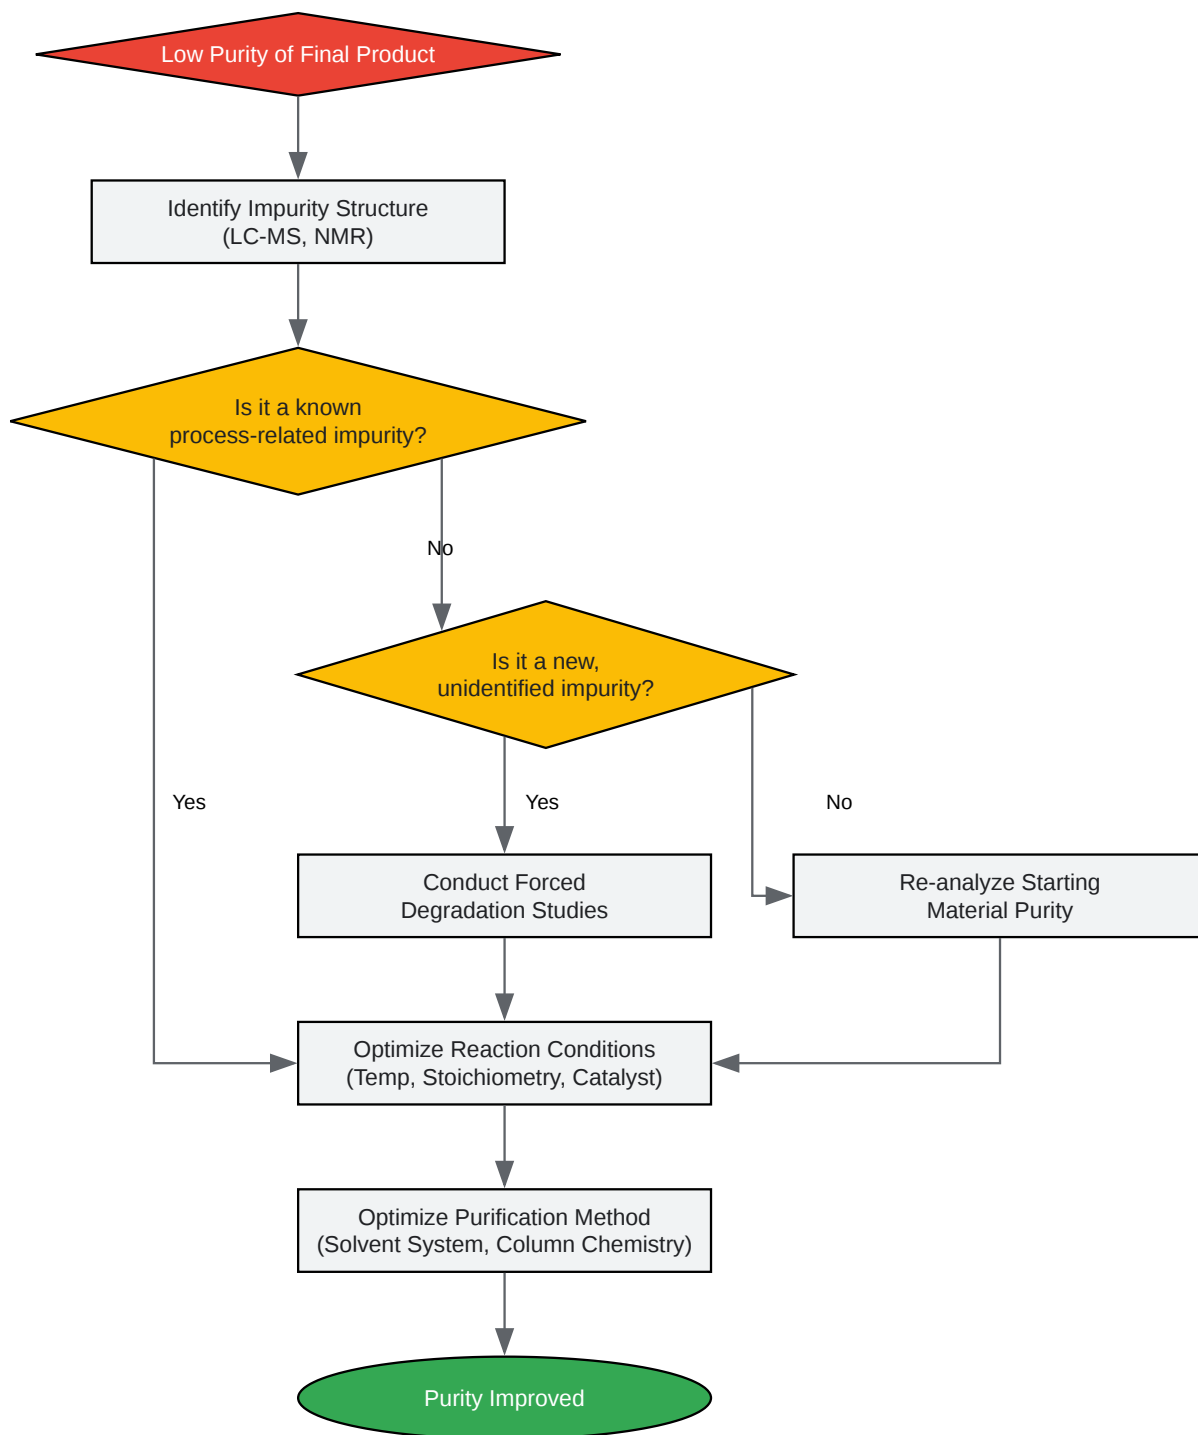 Low Purity of Final Product
Identify Impurity Structure
(LC-MS, NMR)
Is it a known
process-related impurity?
No
Is it a new,
unidentified impurity?
Yes
Yes
No
Conduct Forced
Degradation Studies
Re-analyze Starting
Material Purity
Optimize Reaction Conditions
(Temp, Stoichiometry, Catalyst)
Optimize Purification Method
(Solvent System, Column Chemistry)
Purity Improved